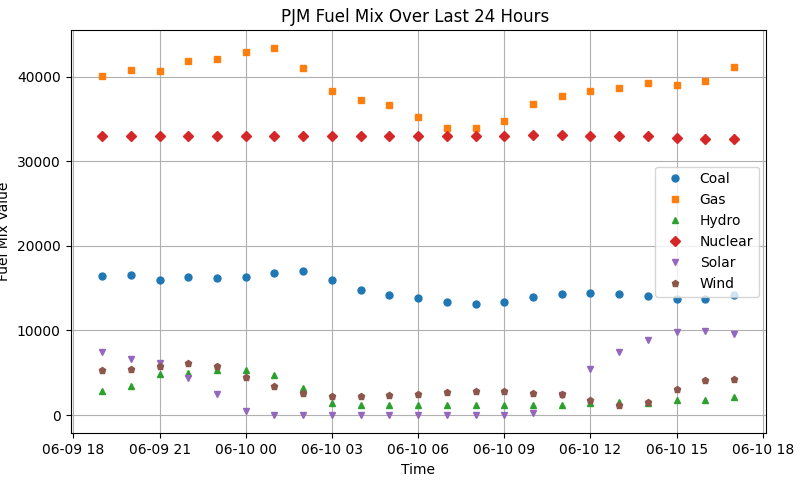 PJM Fuel Mix Over Last 24 Hours
Fuel Mix Value
40000
30000
20000
10000
0
Coal
Gas
Hydro
Nuclear
Solar
Wind
06-09 18 06-09 21 06-10 00 06-10 03 06-10 06 06-10 09 06-10 12 06-10 15 06-10 18
Time